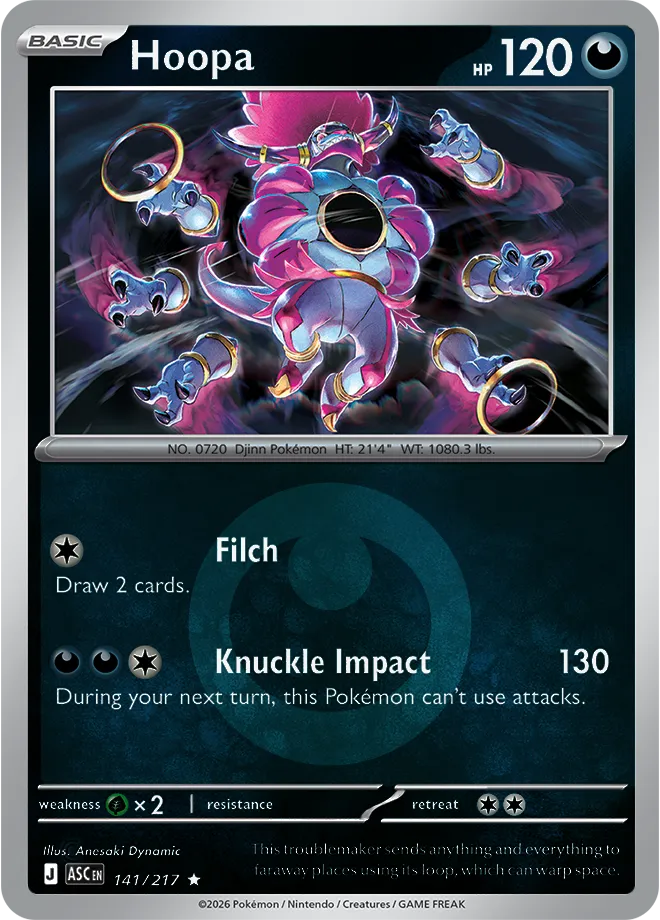 BASIC Hoopa HP 120
NO. 0720 Djinn Pokémon HT: 21'4" WT: 1080.3 lbs.
Filch
Draw 2 cards.
Knuckle Impact 130
During your next turn, this Pokémon can't use attacks.
weakness ×2 resistance retreat
Illus. Anesaki Dynamic
This troublemaker sends anything and everything to
faraway places using its loop, which can warp space.
J ASC EN 141/217 ★
©2026 Pokémon / Nintendo / Creatures / GAME FREAK